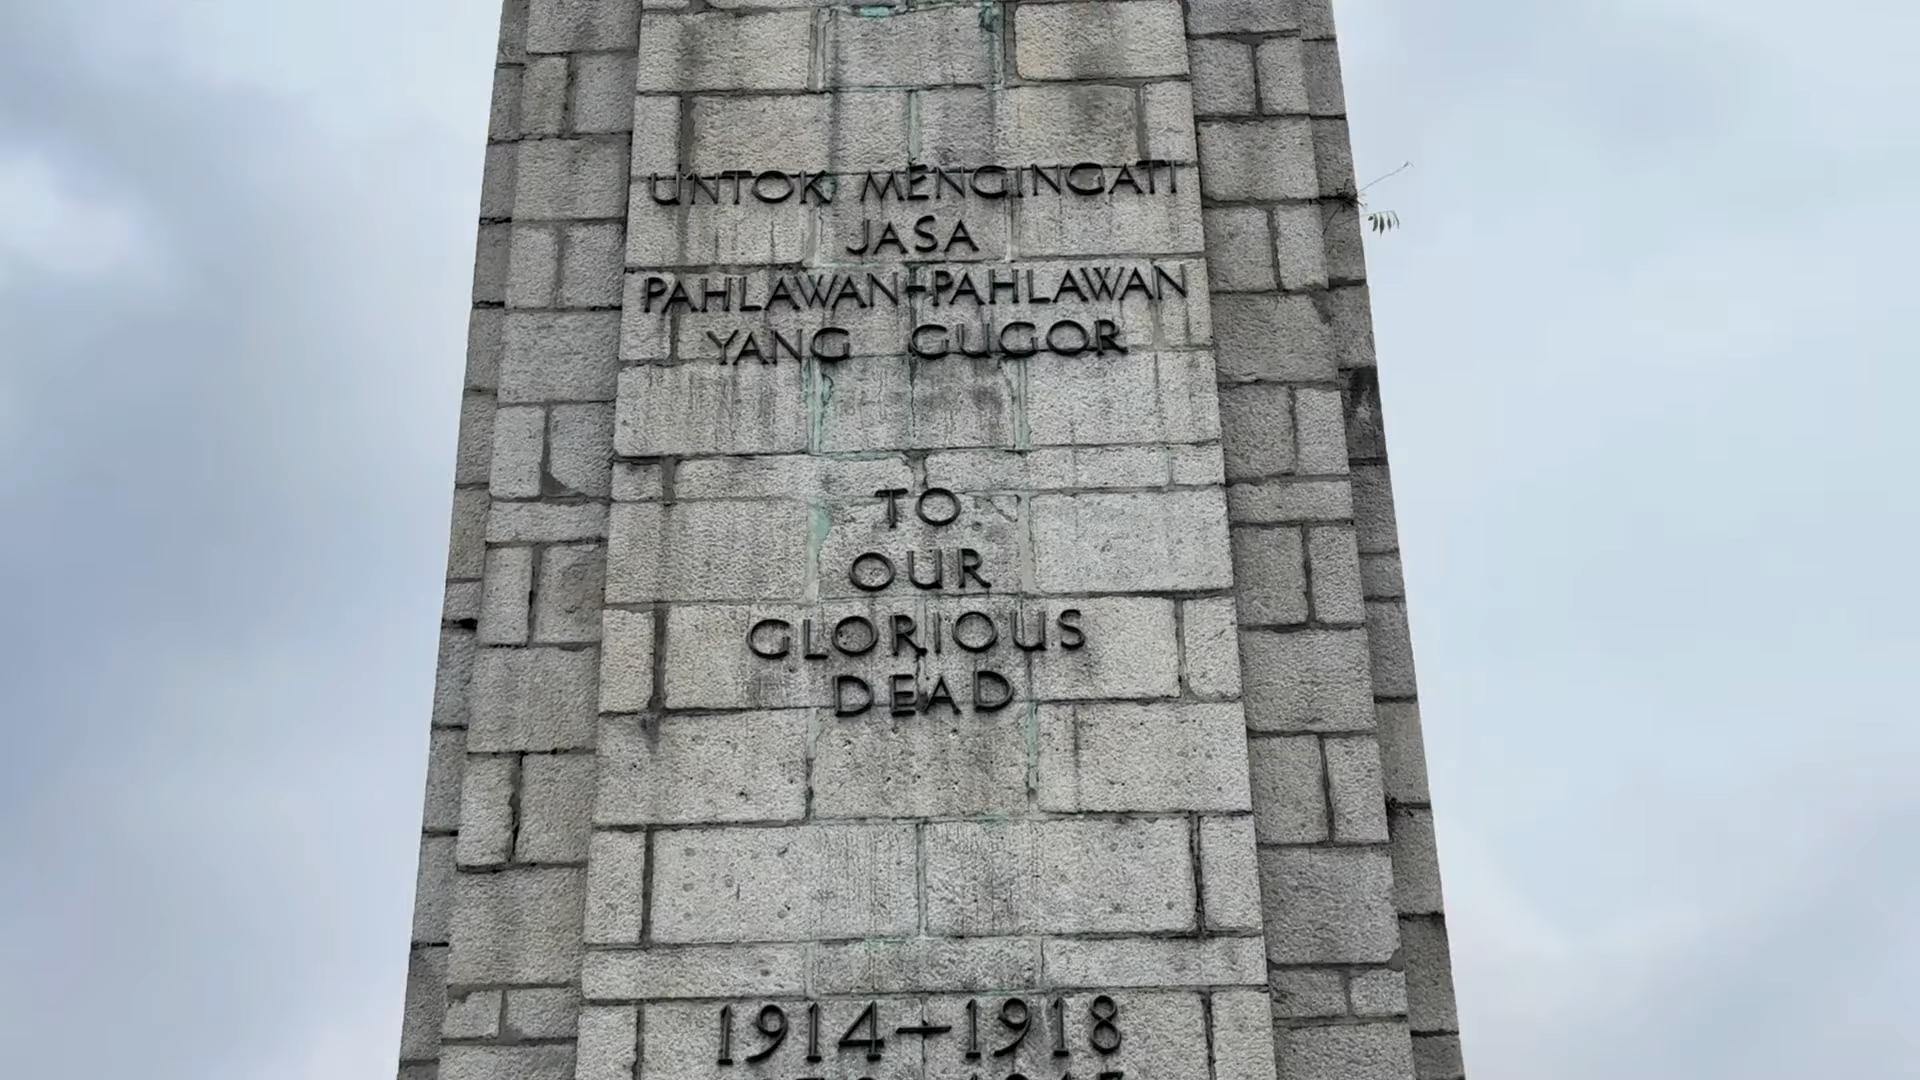 UNTOK MENGINGATI
JASA
PAHLAWAN-PAHLAWAN
YANG GUGOR
TO
OUR
GLORIOUS
DEAD
1914-1918